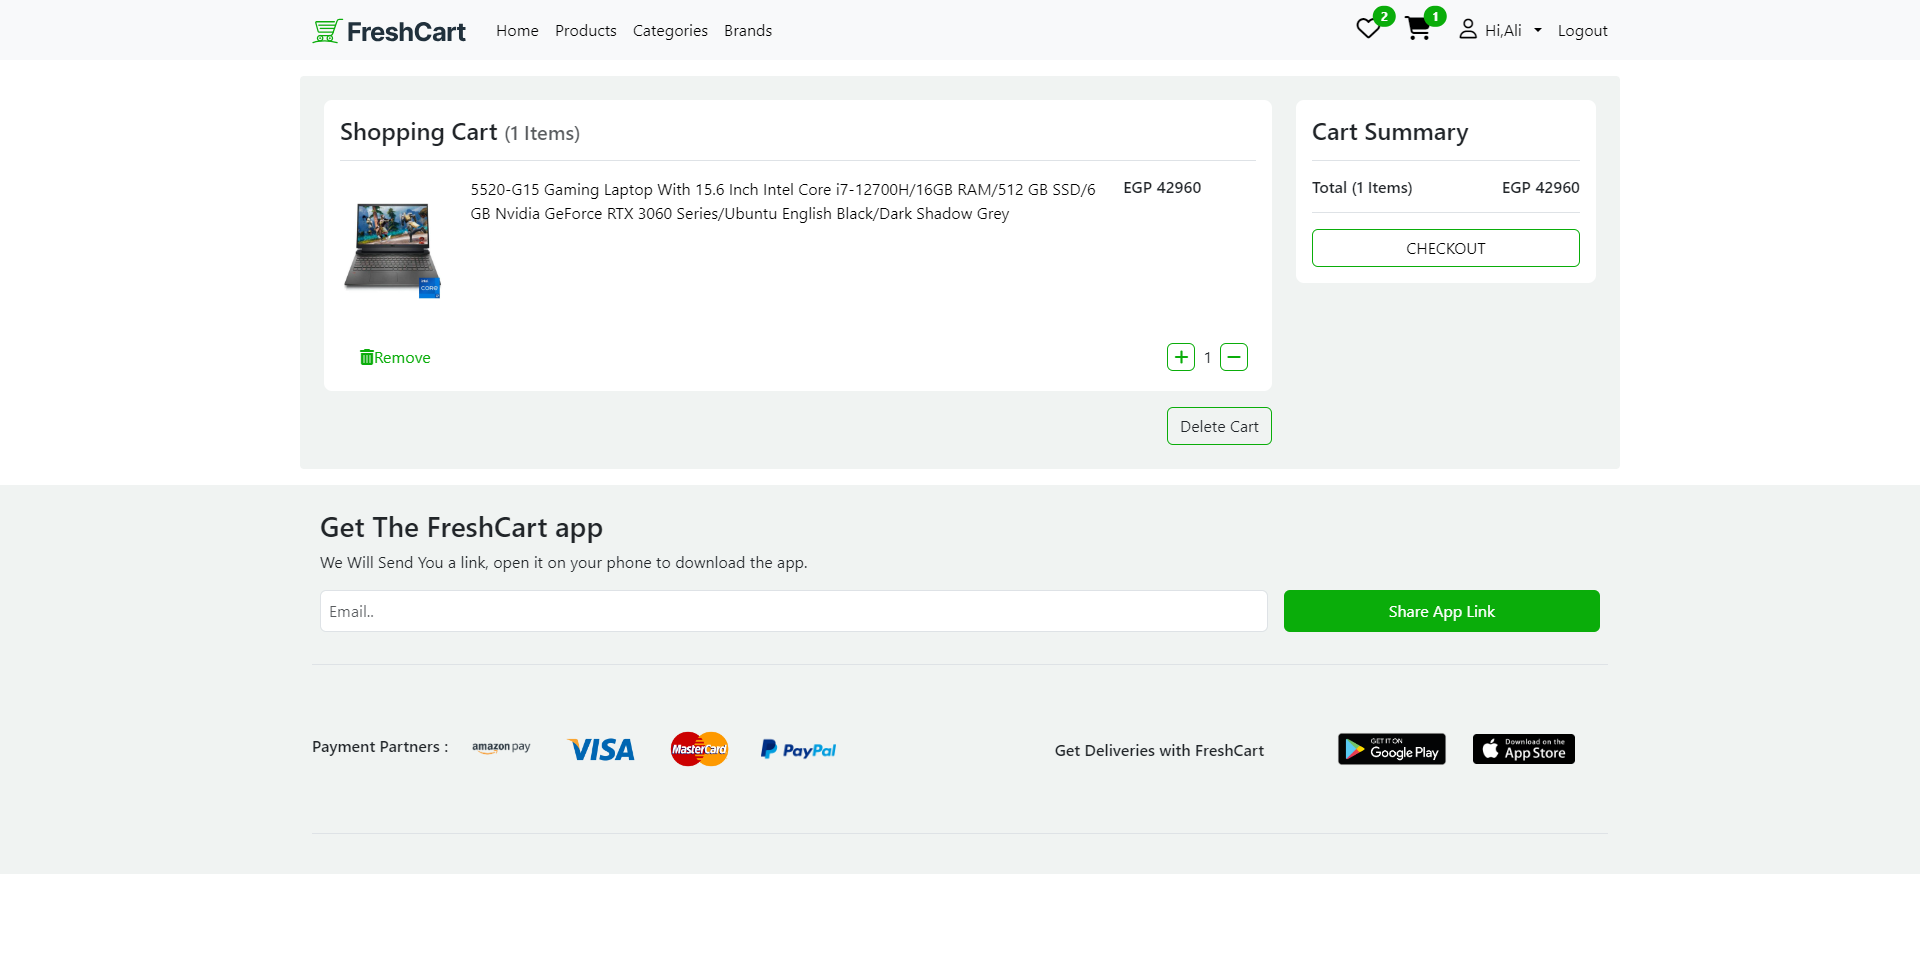 FreshCart
Home
Products
Categories
Brands
2
1
Hi,Ali
Logout
Shopping Cart (1 Items)
5520-G15 Gaming Laptop With 15.6 Inch Intel Core i7-12700H/16GB RAM/512 GB SSD/6
GB Nvidia GeForce RTX 3060 Series/Ubuntu English Black/Dark Shadow Grey
EGP 42960
CORE
Remove
1
Delete Cart
Cart Summary
Total (1 Items)
EGP 42960
CHECKOUT
Get The FreshCart app
We Will Send You a link, open it on your phone to download the app.
Email..
Share App Link
Payment Partners :
amazon pay
VISA
MasterCard
PayPal
Get Deliveries with FreshCart
GET IT ON
Google Play
Download on the
App Store